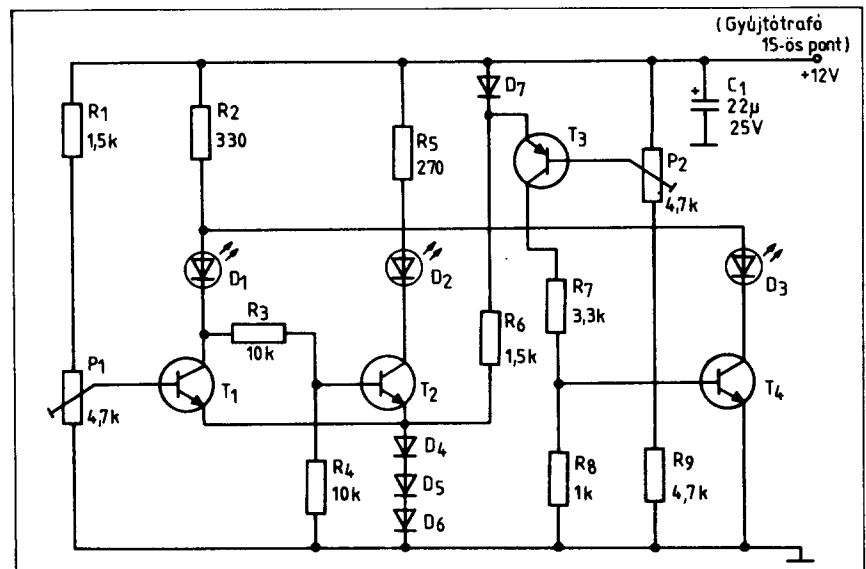 (Gyújtótrafó
15-ös pont)
+12V
R1
1,5k
R2
330
R5
270
D7
T3
P2
4,7k
+
C1
22µ
25V
D1
D2
D3
R3
10k
R6
1,5k
R7
3,3k
P1
4,7k
T1
T2
T4
R4
10k
D4
D5
D6
R8
1k
R9
4,7k